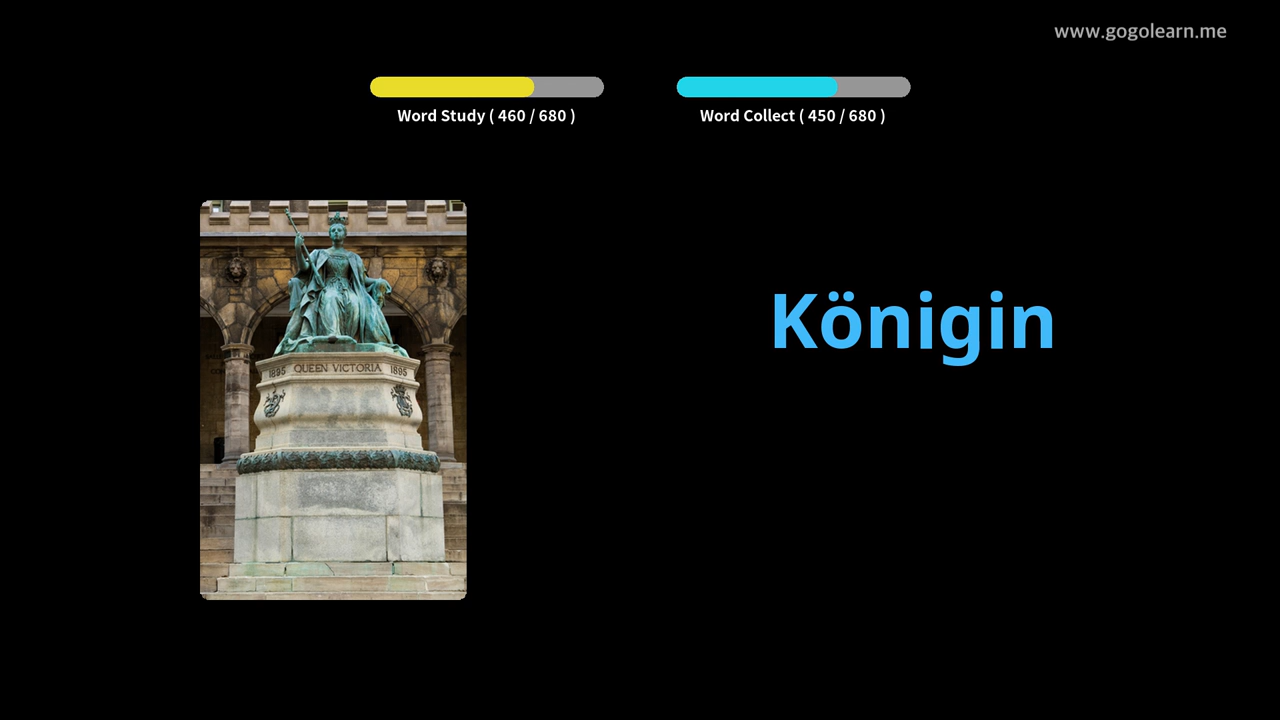 www.gogolearn.me
Word Study ( 460 / 680 )
Word Collect ( 450 / 680 )
Königin
1895 QUEEN VICTORIA 1895